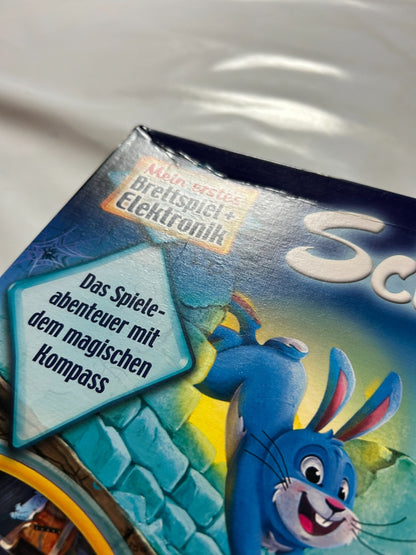 Mein erstes
Brettspiel+
Elektronik
Sc
Das Spiele-
abenteuer mit
dem magischen
Kompass